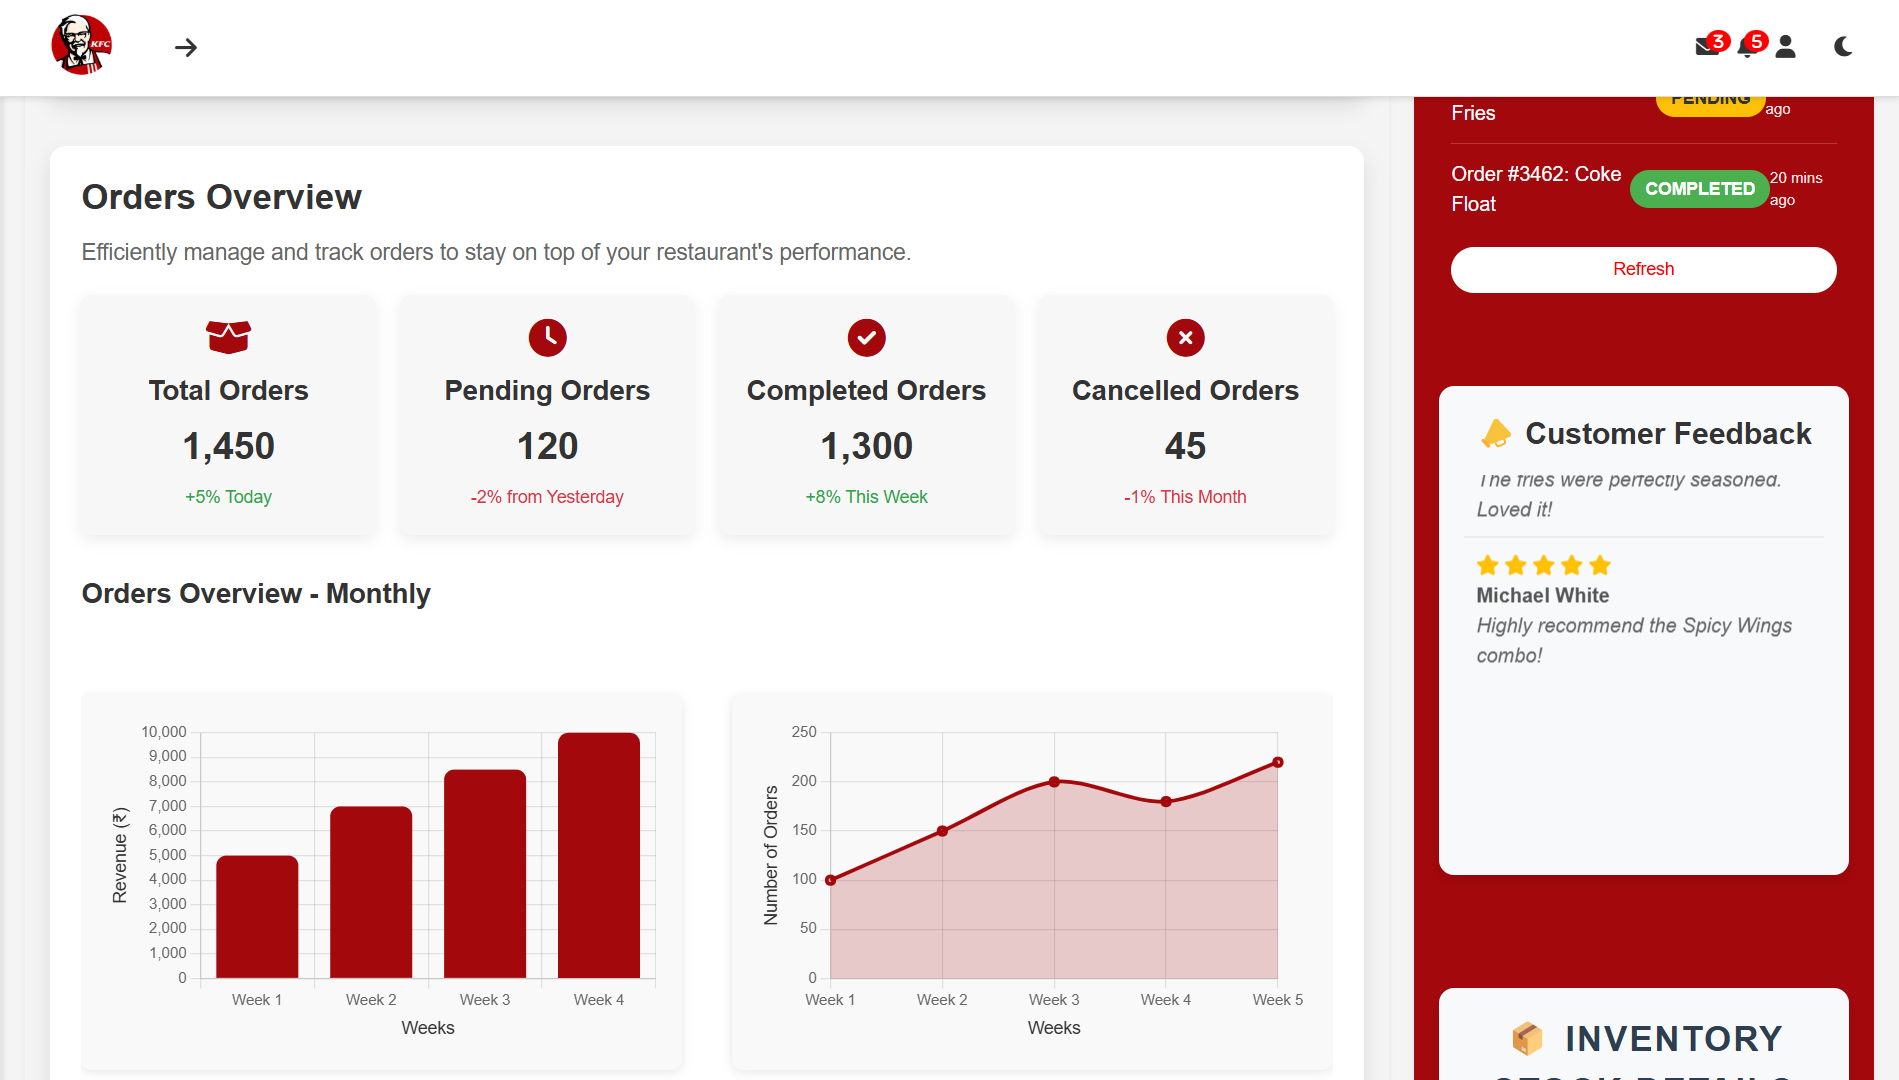 KFC
3
5
Orders Overview
Efficiently manage and track orders to stay on top of your restaurant's performance.
Total Orders
1,450
+5% Today
Pending Orders
120
-2% from Yesterday
Completed Orders
1,300
+8% This Week
Cancelled Orders
45
-1% This Month
Orders Overview - Monthly
10,000
9,000
8,000
7,000
6,000
5,000
4,000
3,000
2,000
1,000
0
Revenue (₹)
Week 1 Week 2 Week 3 Week 4
Weeks
250
200
150
100
50
0
Number of Orders
Week 1 Week 2 Week 3 Week 4 Week 5
Weeks
Fries
PENDING
ago
Order #3462: Coke
Float
COMPLETED
20 mins
ago
Refresh
Customer Feedback
The fries were perfectly seasoned.
Loved it!
Michael White
Highly recommend the Spicy Wings
combo!
INVENTORY
STOCK DETAILS